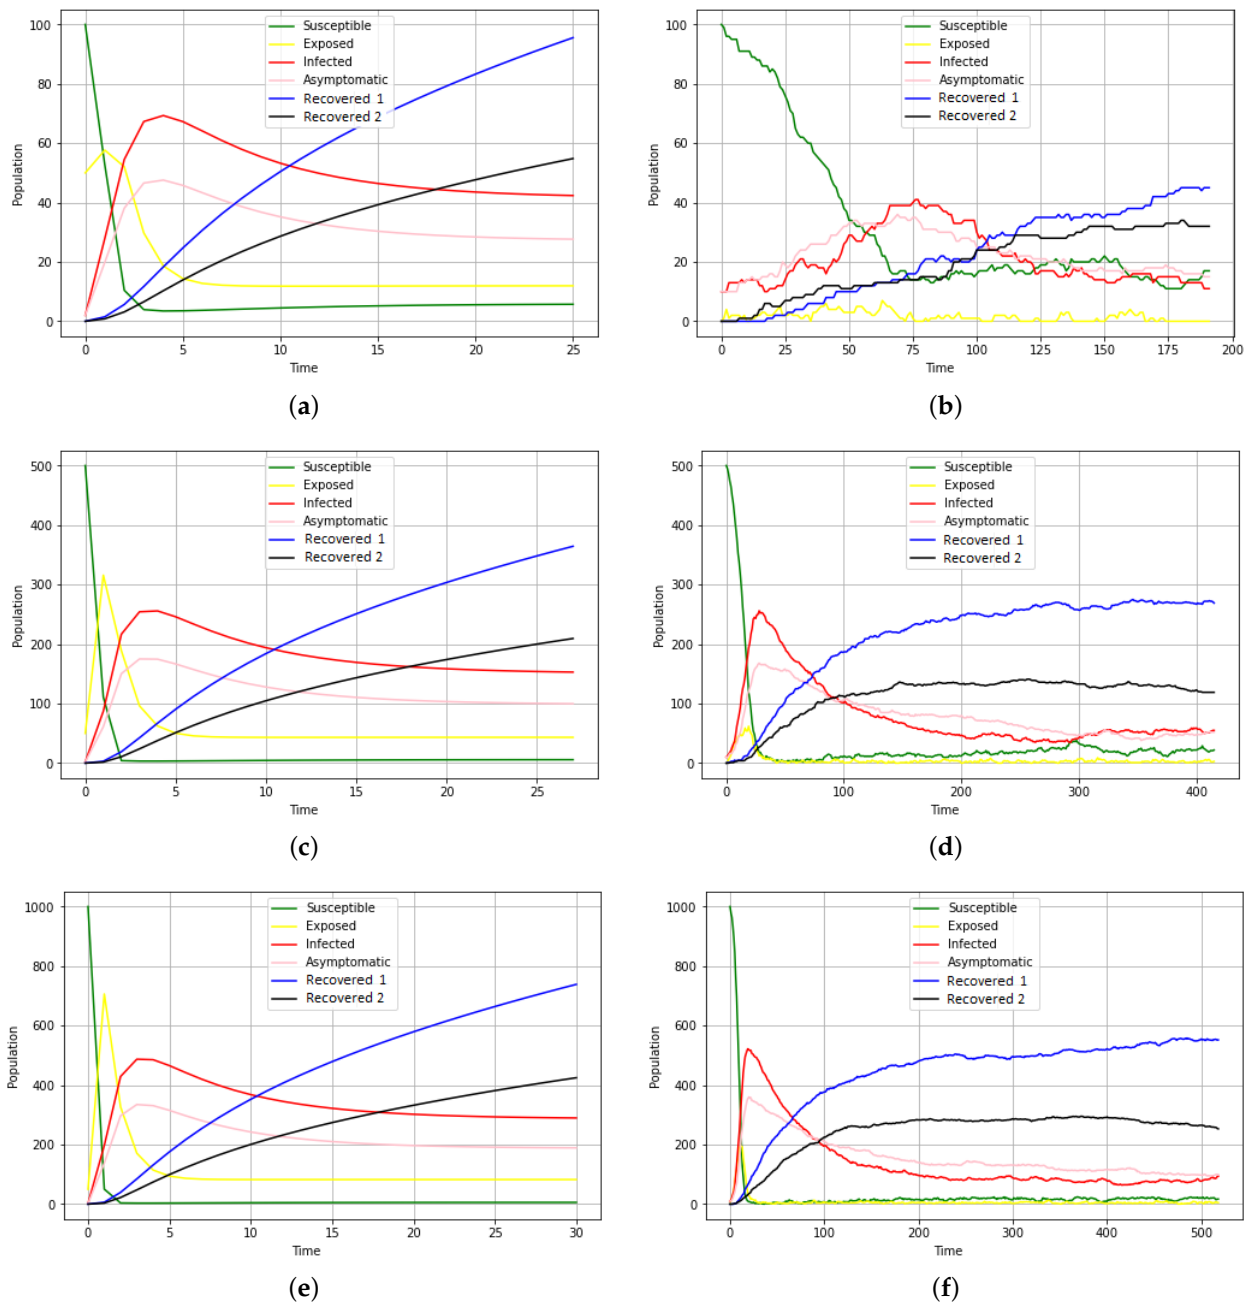 100
80
60
40
20
0
Population
Susceptible
Exposed
Infected
Asymptomatic
Recovered 1
Recovered 2
0 5 10 15 20 25
Time
(a)
100
80
60
40
20
0
Population
Susceptible
Exposed
Infected
Asymptomatic
Recovered 1
Recovered 2
0 25 50 75 100 125 150 175 200
Time
(b)
500
400
300
200
100
0
Population
Susceptible
Exposed
Infected
Asymptomatic
Recovered 1
Recovered 2
0 5 10 15 20 25
Time
(c)
500
400
300
200
100
0
Population
Susceptible
Exposed
Infected
Asymptomatic
Recovered 1
Recovered 2
0 100 200 300 400
Time
(d)
1000
800
600
400
200
0
Population
Susceptible
Exposed
Infected
Asymptomatic
Recovered 1
Recovered 2
0 5 10 15 20 25 30
Time
(e)
1000
800
600
400
200
0
Population
Susceptible
Exposed
Infected
Asymptomatic
Recovered 1
Recovered 2
0 100 200 300 400 500
Time
(f)